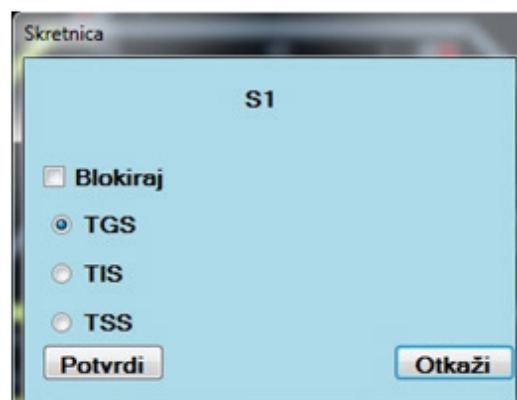 Skretnica
S1
Blokiraj
TGS
TIS
TSS
Potvrdi Otkaži